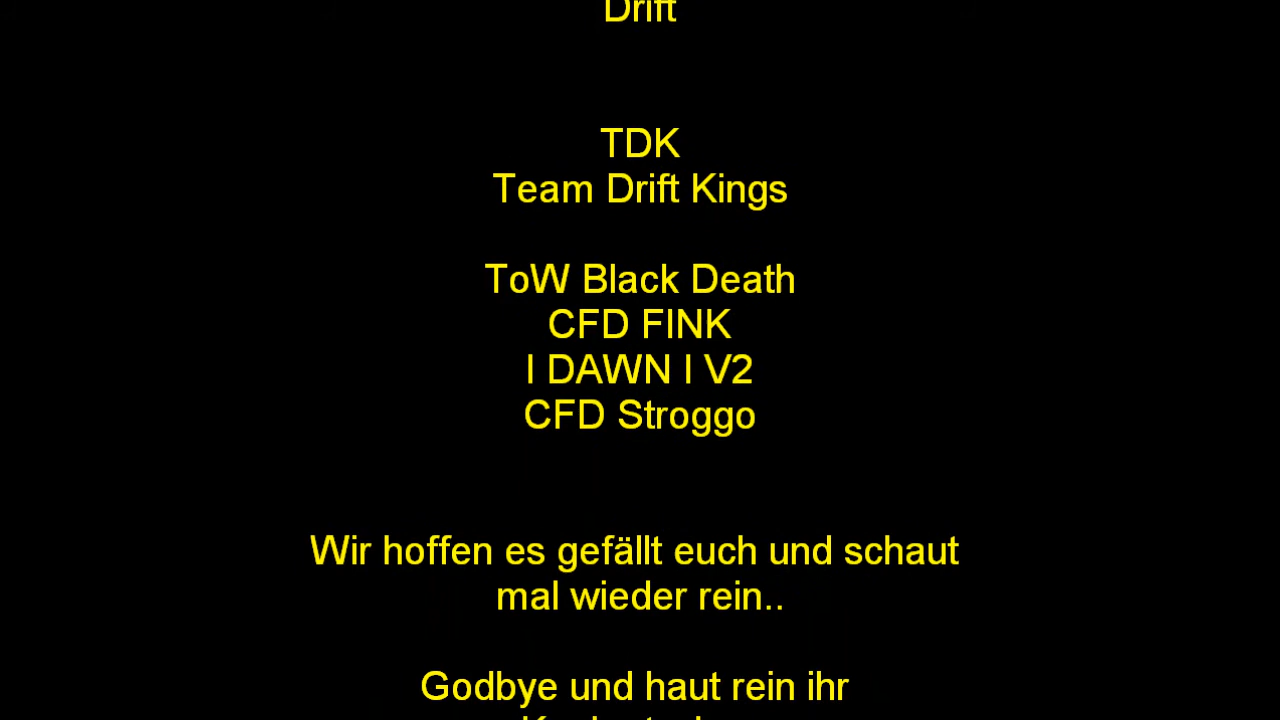 Drift
TDK
Team Drift Kings
ToW Black Death
CFD FINK
I DAWN I V2
CFD Stroggo
Wir hoffen es gefällt euch und schaut
mal wieder rein..
Godbye und haut rein ihr